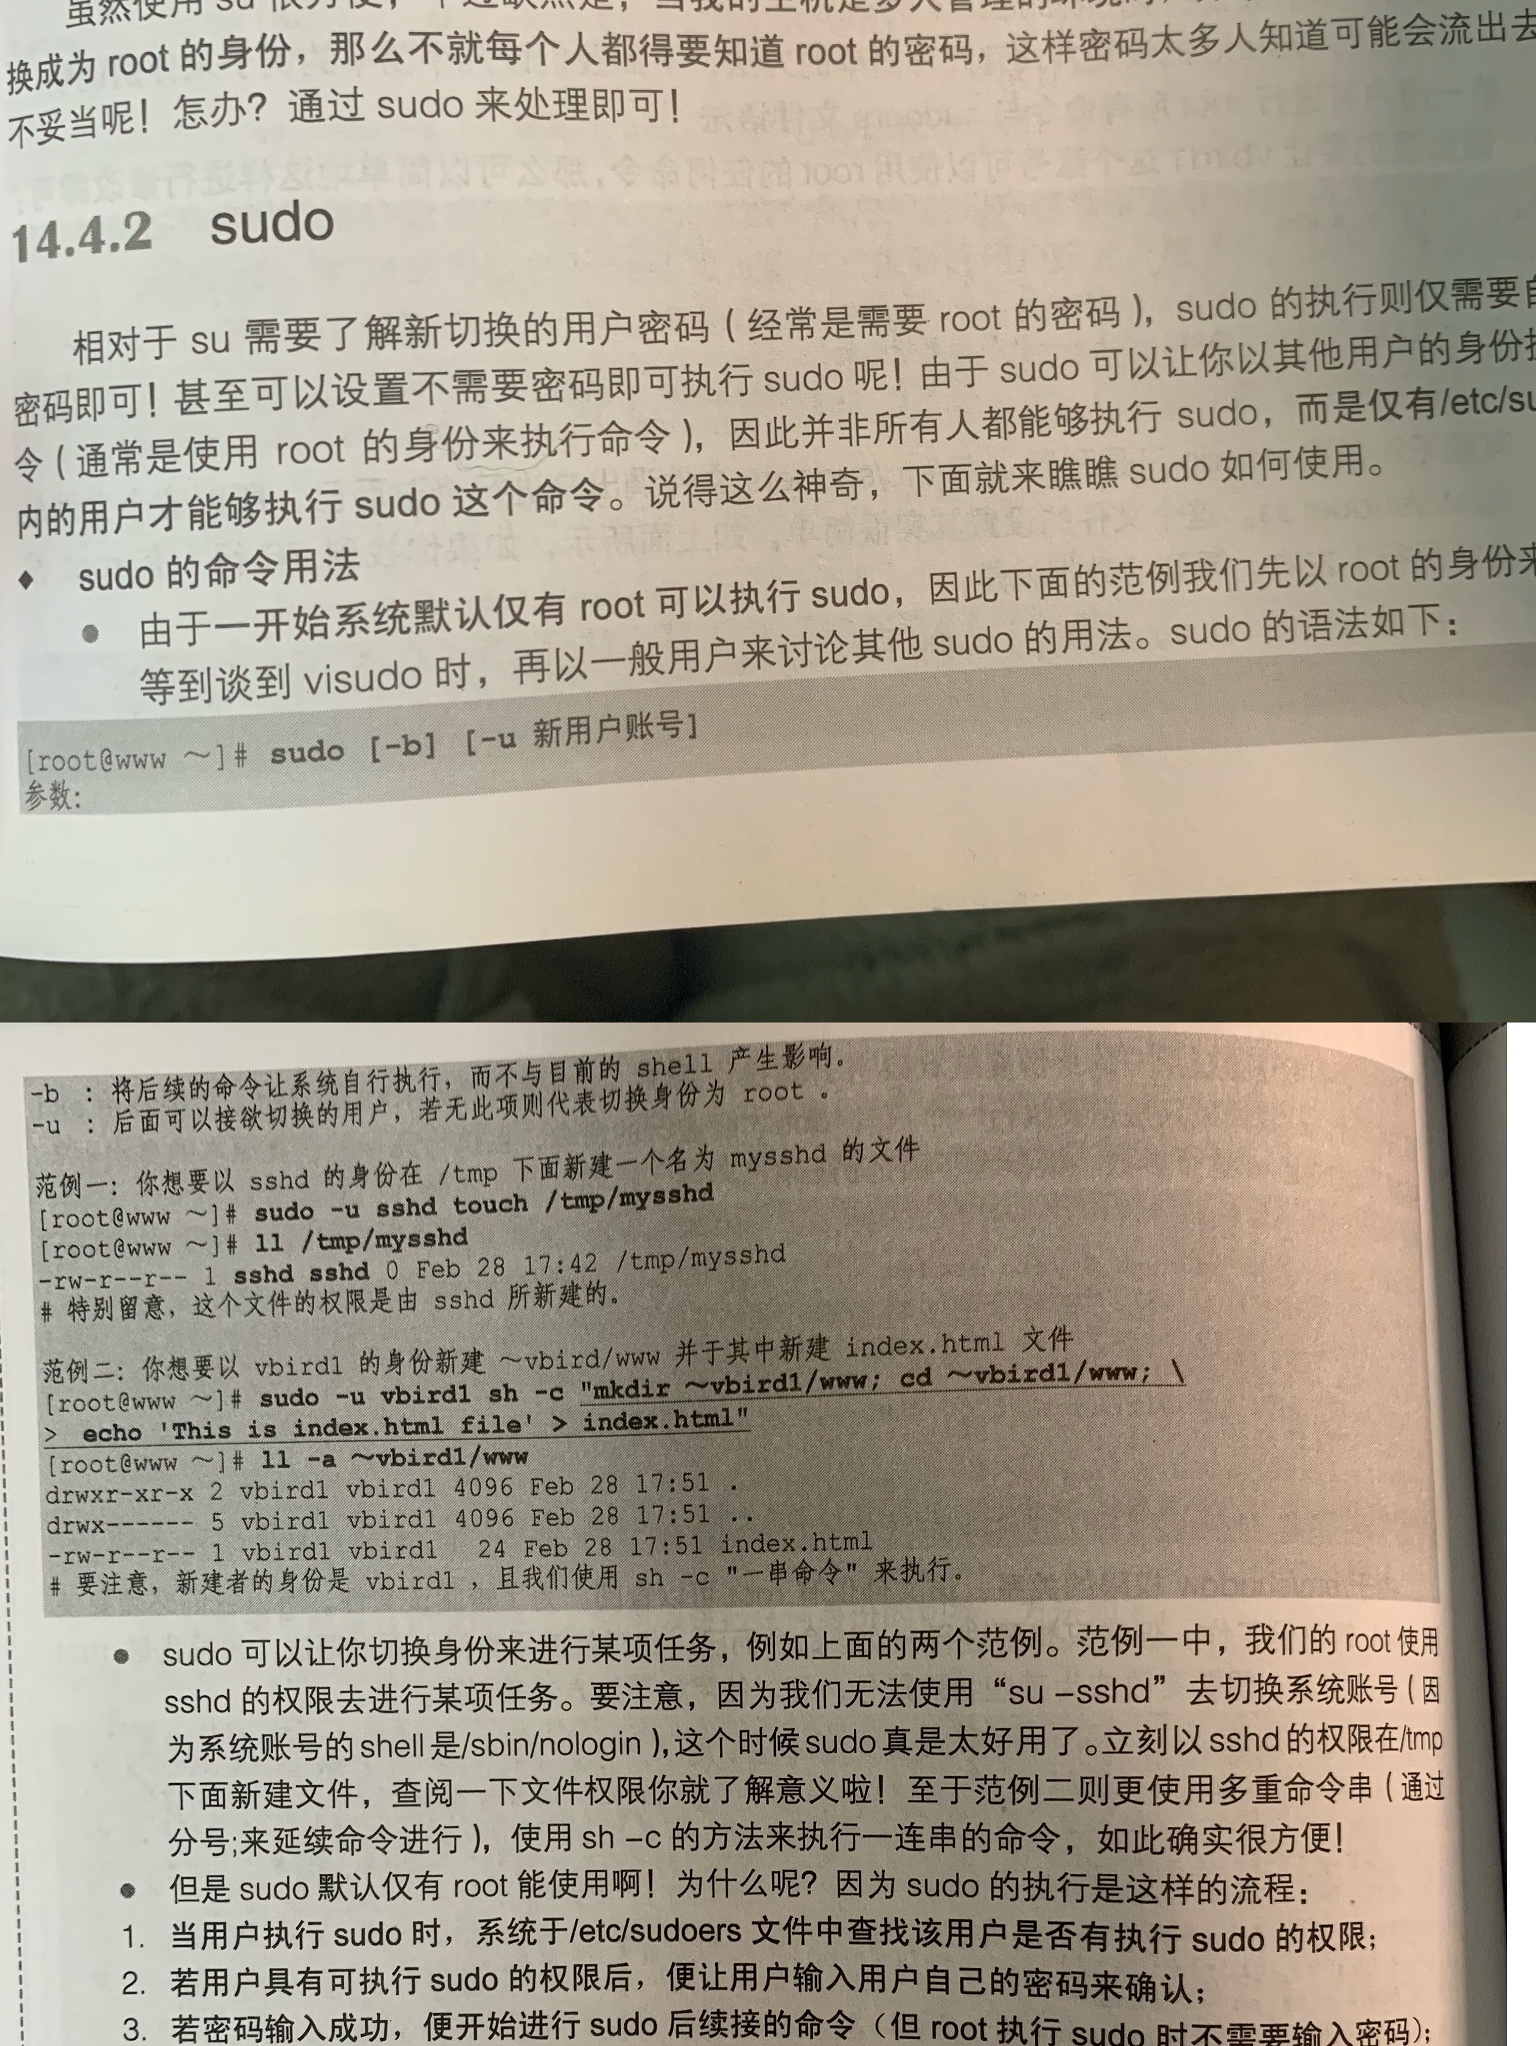 虽然使用 su 很方便，不过缺点是，当我的主机是多人管理的环境时，
换成为 root 的身份，那么不就每个人都得要知道 root 的密码，这样密码太多人知道可能会流出去
不妥当呢！怎办？通过 sudo 来处理即可！
14.4.2 sudo
相对于 su 需要了解新切换的用户密码（经常是需要 root 的密码），sudo 的执行则仅需要自
密码即可！甚至可以设置不需要密码即可执行 sudo 呢！由于 sudo 可以让你以其他用户的身份执
令（通常是使用 root 的身份来执行命令），因此并非所有人都能够执行 sudo，而是仅有/etc/su
内的用户才能够执行 sudo 这个命令。说得这么神奇，下面就来瞧瞧 sudo 如何使用。
◆ sudo 的命令用法
● 由于一开始系统默认仅有 root 可以执行 sudo，因此下面的范例我们先以 root 的身份来
等到谈到 visudo 时，再以一般用户来讨论其他 sudo 的用法。sudo 的语法如下：
[root@www ～]# sudo [-b] [-u 新用户账号]
参数：
-b ：将后续的命令让系统自行执行，而不与目前的 shell 产生影响。
-u ：后面可以接欲切换的用户，若无此项则代表切换身份为 root 。
范例一：你想要以 sshd 的身份在 /tmp 下面新建一个名为 mysshd 的文件
[root@www ～]# sudo -u sshd touch /tmp/mysshd
[root@www ～]# ll /tmp/mysshd
-rw-r--r-- 1 sshd sshd 0 Feb 28 17:42 /tmp/mysshd
# 特别留意，这个文件的权限是由 sshd 所新建的。
范例二：你想要以 vbird1 的身份新建 ～vbird/www 并于其中新建 index.html 文件
[root@www ～]# sudo -u vbird1 sh -c "mkdir ～vbird1/www; cd ～vbird1/www; \
> echo 'This is index.html file' > index.html"
[root@www ～]# ll -a ～vbird1/www
drwxr-xr-x 2 vbird1 vbird1 4096 Feb 28 17:51 .
drwx------ 5 vbird1 vbird1 4096 Feb 28 17:51 ..
-rw-r--r-- 1 vbird1 vbird1 24 Feb 28 17:51 index.html
# 要注意，新建者的身份是 vbird1 ，且我们使用 sh -c "一串命令" 来执行。
● sudo 可以让你切换身份来进行某项任务，例如上面的两个范例。范例一中，我们的 root 使用
sshd 的权限去进行某项任务。要注意，因为我们无法使用“su –sshd”去切换系统账号（因
为系统账号的 shell 是/sbin/nologin），这个时候 sudo 真是太好用了。立刻以 sshd 的权限在/tmp
下面新建文件，查阅一下文件权限你就了解意义啦！至于范例二则更使用多重命令串（通过
分号;来延续命令进行），使用 sh –c 的方法来执行一连串的命令，如此确实很方便！
● 但是 sudo 默认仅有 root 能使用啊！为什么呢？因为 sudo 的执行是这样的流程：
1. 当用户执行 sudo 时，系统于/etc/sudoers 文件中查找该用户是否有执行 sudo 的权限；
2. 若用户具有可执行 sudo 的权限后，便让用户输入用户自己的密码来确认；
3. 若密码输入成功，便开始进行 sudo 后续接的命令（但 root 执行 sudo 时不需要输入密码）；